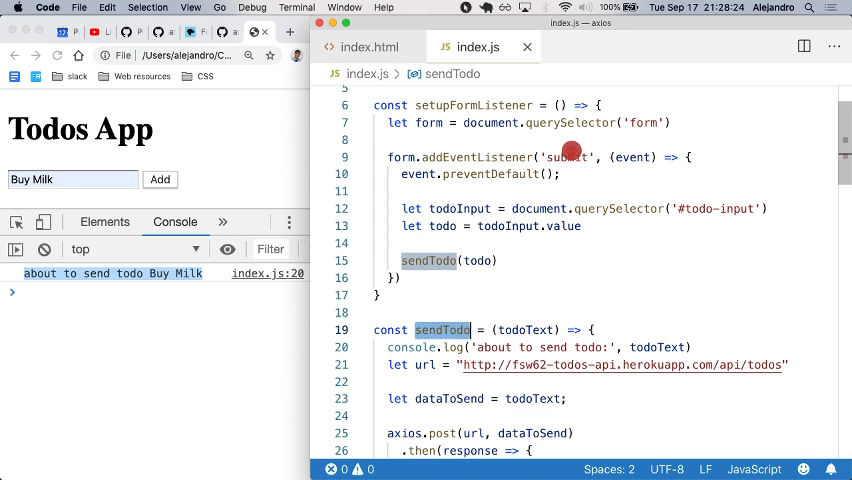 Code File Edit Selection View Go Debug Terminal Window Help 100% Tue Sep 17 21:28:24 Alejandro
index.js — axios
File /Users/alejandro/C...
slack Web resources CSS
Todos App
Buy Milk Add
Elements Console »
top Filter
about to send todo Buy Milk index.js:20
>
index.html index.js ×
JS index.js > sendTodo
5
6 const setupFormListener = () => {
7 let form = document.querySelector('form')
8
9 form.addEventListener('submit', (event) => {
10 event.preventDefault();
11
12 let todoInput = document.querySelector('#todo-input')
13 let todo = todoInput.value
14
15 sendTodo(todo)
16 })
17 }
18
19 const sendTodo = (todoText) => {
20 console.log('about to send todo:', todoText)
21 let url = "http://fsw62-todos-api.herokuapp.com/api/todos"
22
23 let dataToSend = todoText;
24
25 axios.post(url, dataToSend)
26 .then(response => {
0 0 Spaces: 2 UTF-8 LF JavaScript